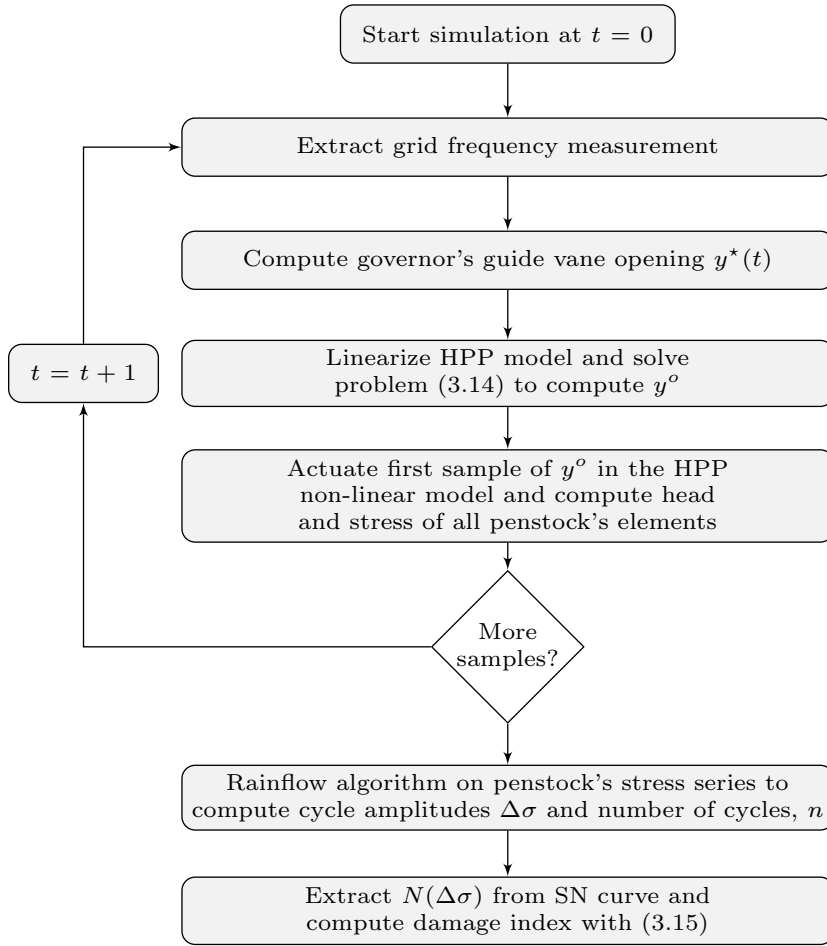 Start simulation at t = 0
Extract grid frequency measurement
Compute governor's guide vane opening y⋆(t)
Linearize HPP model and solve
problem (3.14) to compute yᵒ
t = t + 1
Actuate first sample of yᵒ in the HPP
non-linear model and compute head
and stress of all penstock's elements
More
samples?
Rainflow algorithm on penstock's stress series to
compute cycle amplitudes Δσ and number of cycles, n
Extract N(Δσ) from SN curve and
compute damage index with (3.15)